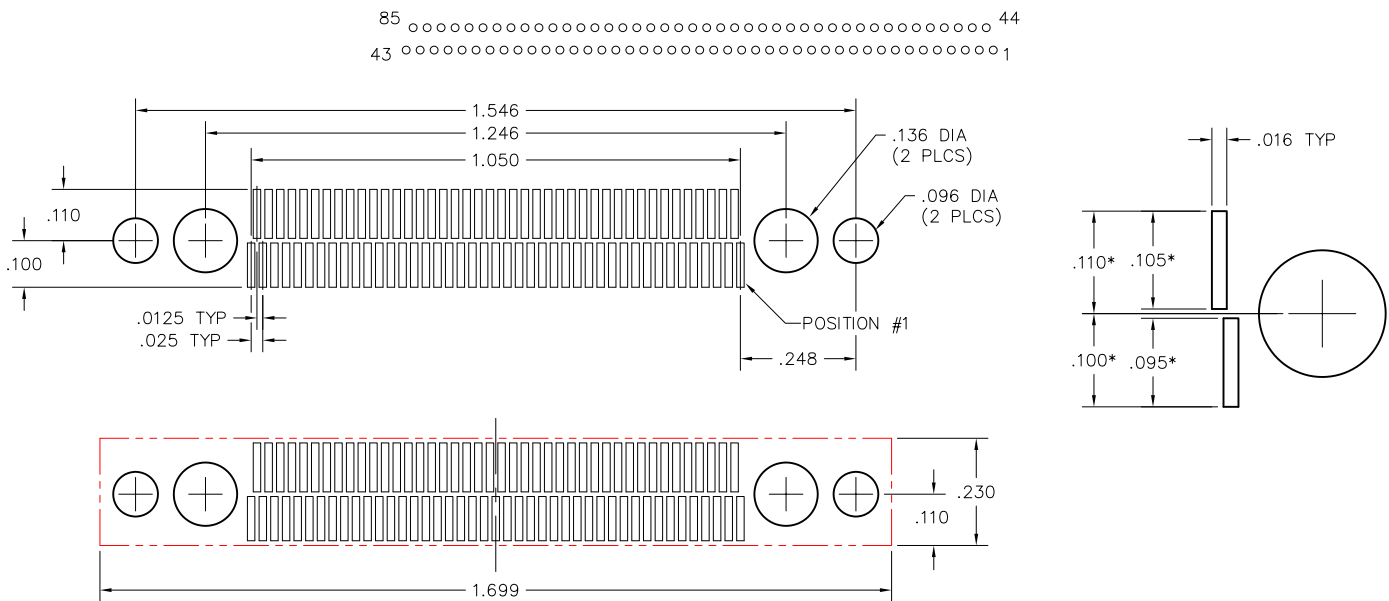 85
44
43
1
1.546
1.246
1.050
.136 DIA
(2 PLCS)
.096 DIA
(2 PLCS)
.110
.100
.0125 TYP
.025 TYP
POSITION #1
.248
.016 TYP
.110*
.105*
.100*
.095*
.230
.110
1.699